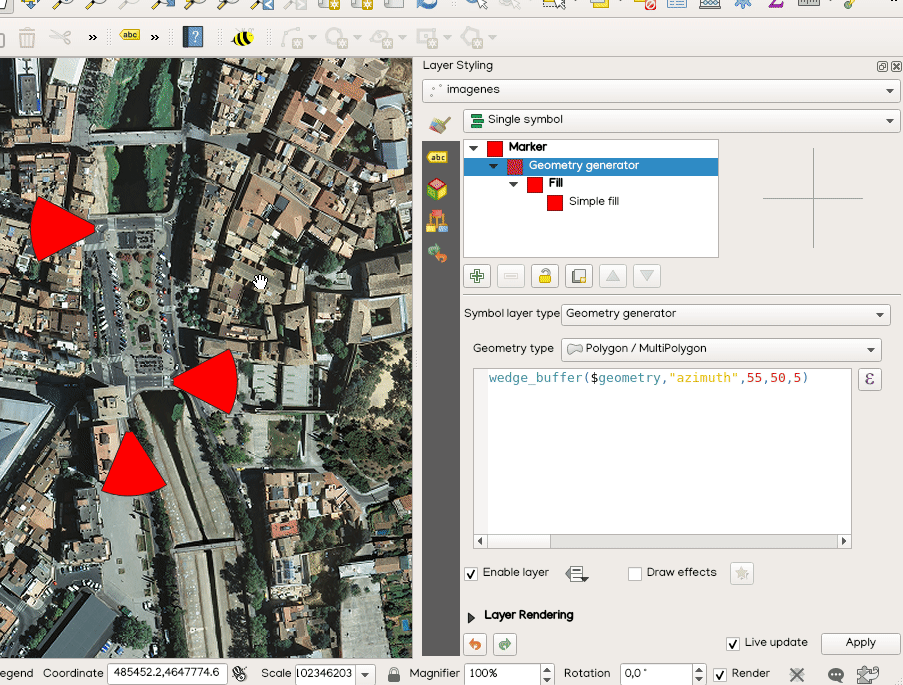 abc
?
Layer Styling
imagenes
Single symbol
abc
Marker
Geometry generator
Fill
Simple fill
Symbol layer type Geometry generator
Geometry type Polygon / MultiPolygon
wedge_buffer($geometry,"azimuth",55,50,5)
ε
Enable layer
Draw effects
Layer Rendering
Live update
Apply
egend Coordinate 485452.2,4647774.6 Scale 102346203 Magnifier 100% Rotation 0,0 ° Render